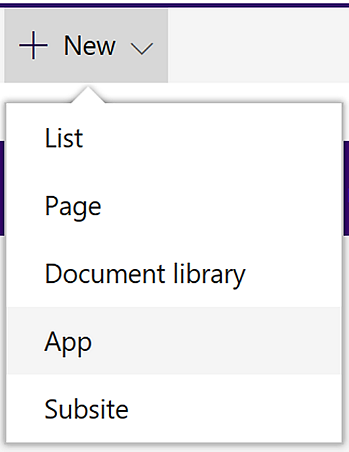 New
List
Page
Document library
App
Subsite